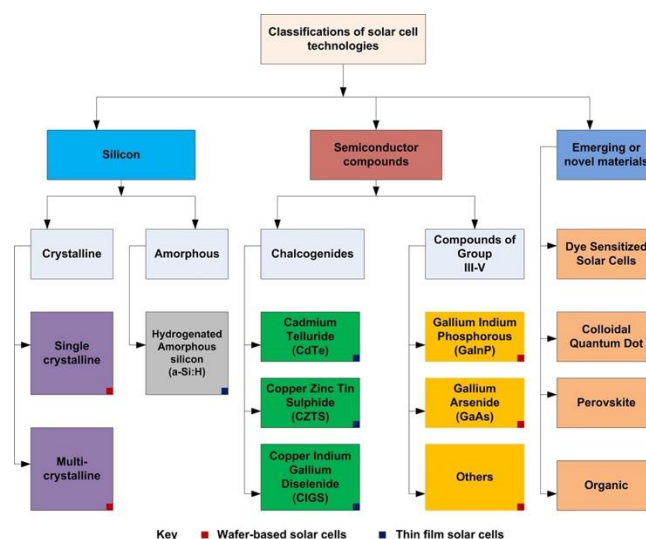 Classifications of solar cell
technologies
Silicon
Semiconductor
compounds
Emerging or
novel materials
Crystalline
Amorphous
Chalcogenides
Compounds of
Group
III-V
Dye Sensitized
Solar Cells
Single
crystalline
Hydrogenated
Amorphous
silicon
(a-Si:H)
Cadmium
Telluride
(CdTe)
Gallium Indium
Phosphorous
(GaInP)
Colloidal
Quantum Dot
Copper Zinc Tin
Sulphide
(CZTS)
Gallium
Arsenide
(GaAs)
Perovskite
Multi-
crystalline
Copper Indium
Gallium
Diselenide
(CIGS)
Others
Organic
Key Wafer-based solar cells Thin film solar cells